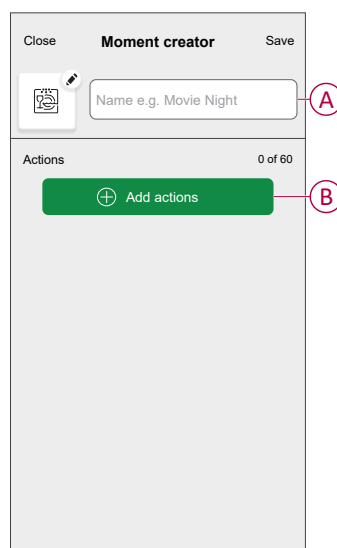 Close Moment creator Save
Name e.g. Movie Night
A
Actions 0 of 60
Add actions
B